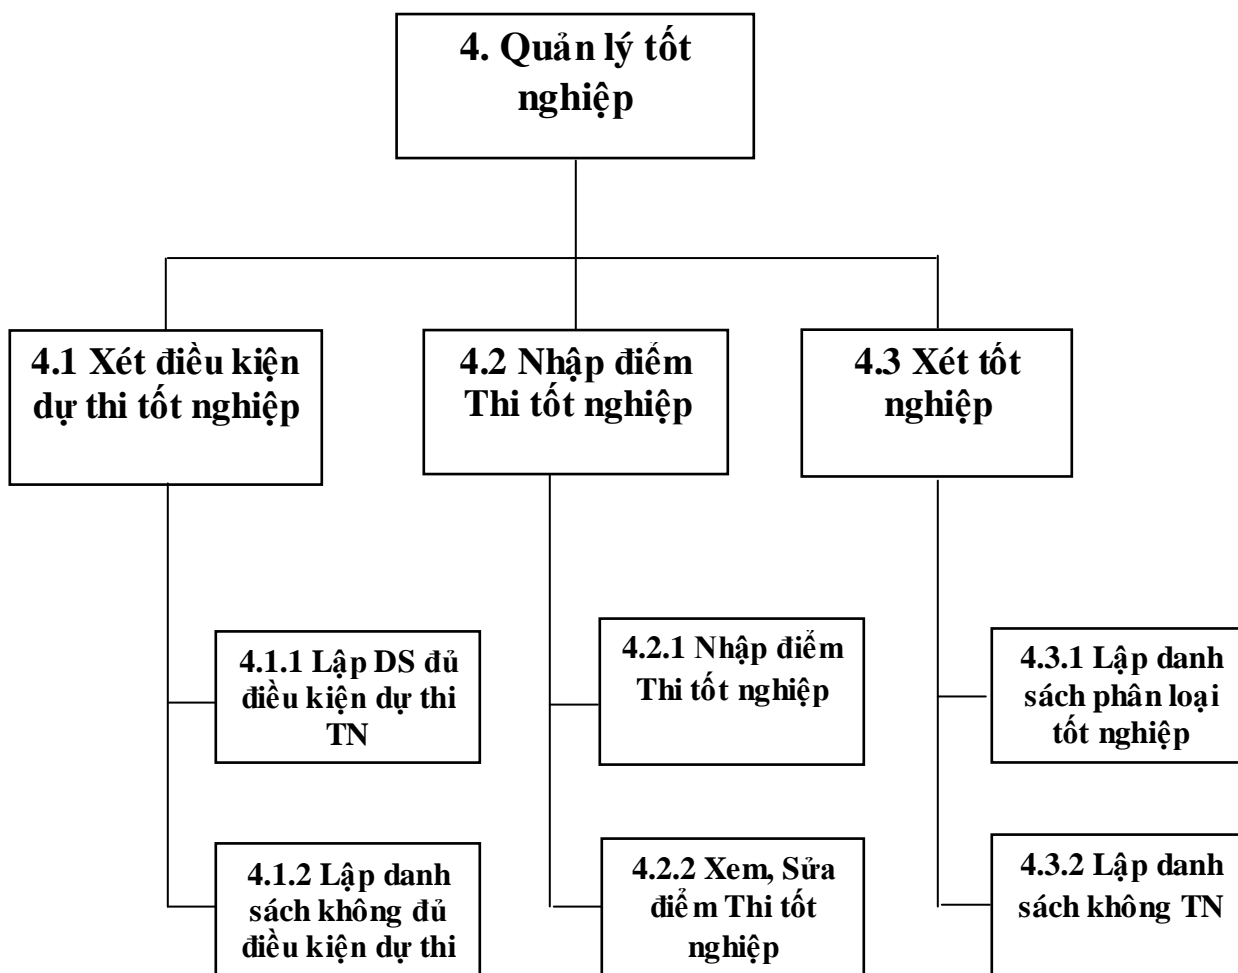 4. Quản lý tốt
nghiệp
4.1 Xét điều kiện
dự thi tốt nghiệp
4.2 Nhập điểm
Thi tốt nghiệp
4.3 Xét tốt
nghiệp
4.1.1 Lập DS đủ
điều kiện dự thi
TN
4.2.1 Nhập điểm
Thi tốt nghiệp
4.3.1 Lập danh
sách phân loại
tốt nghiệp
4.1.2 Lập danh
sách không đủ
điều kiện dự thi
4.2.2 Xem, Sửa
điểm Thi tốt
nghiệp
4.3.2 Lập danh
sách không TN